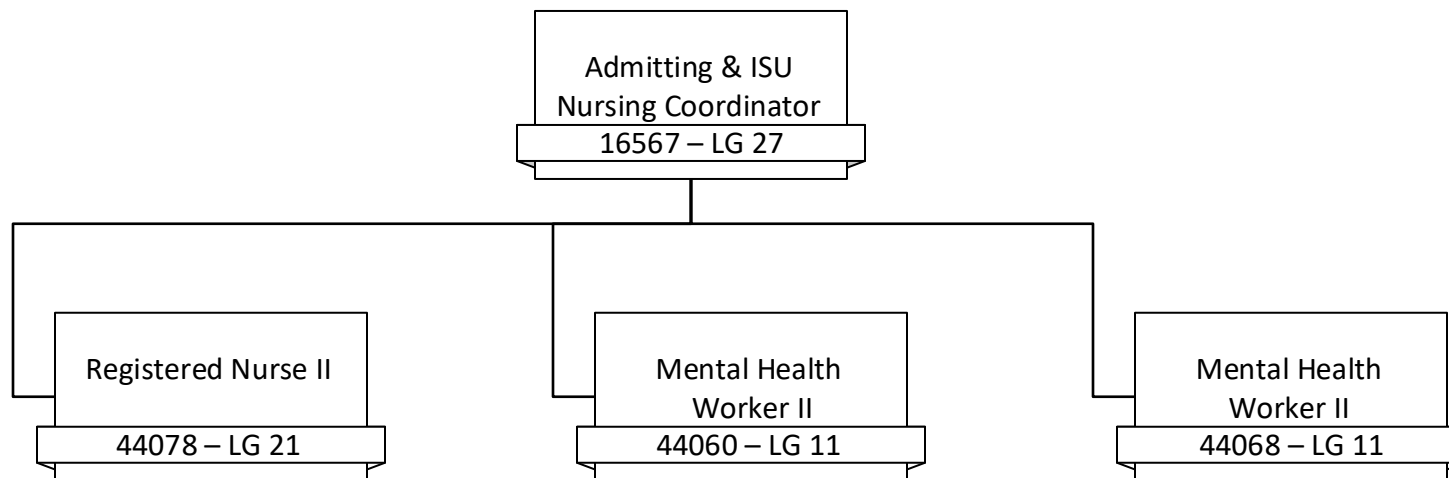 Admitting & ISU
Nursing Coordinator
16567 – LG 27
Registered Nurse II
44078 – LG 21
Mental Health
Worker II
44060 – LG 11
Mental Health
Worker II
44068 – LG 11